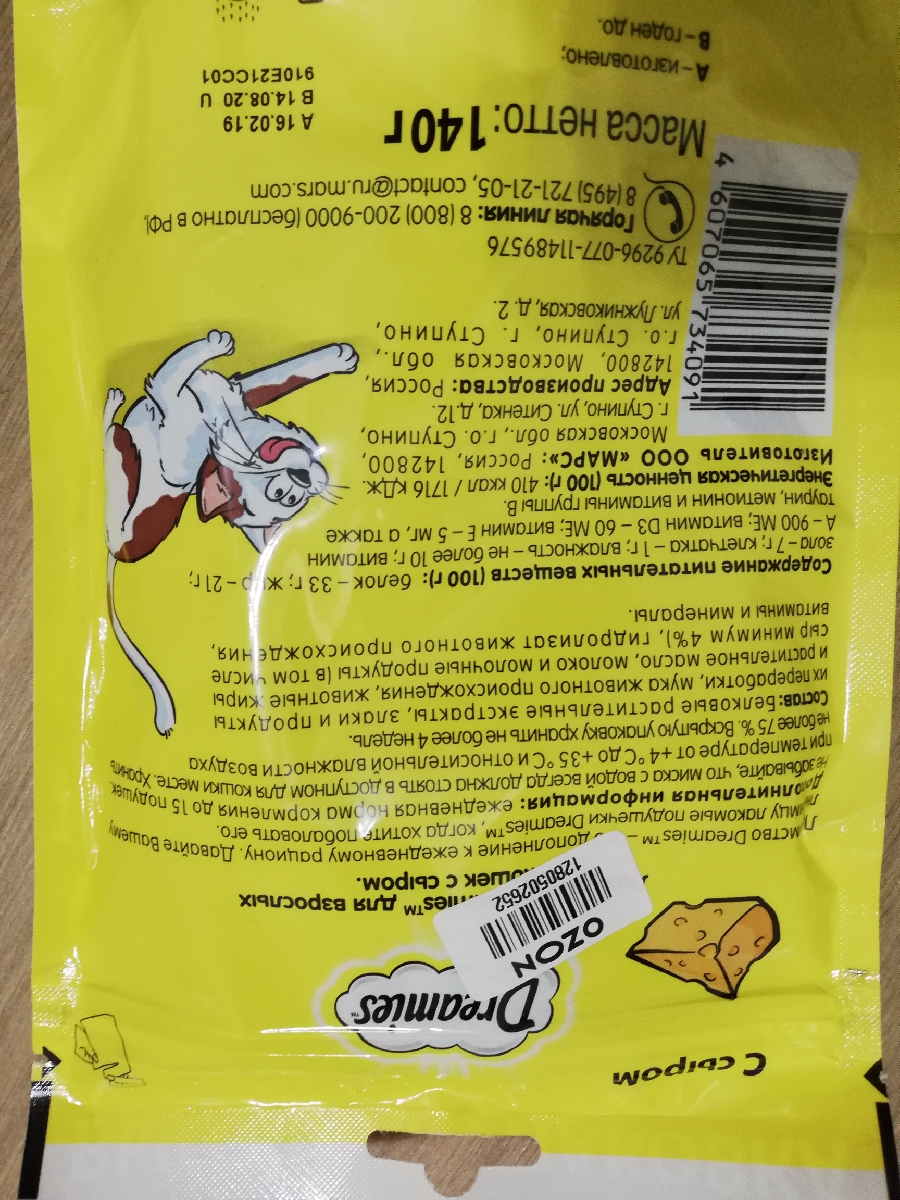 С сыром
Dreamies™
OZON
1280502652
mies™ для взрослых
кошек с сыром.
Dreamies™ — дополнение к ежедневному рациону. Давайте Вашему
лакомые подушечки Dreamies™, когда хотите побаловать его.
Дополнительная информация: ежедневная норма кормления до 15 подушек.
Не забывайте, что миска с водой всегда должна стоять в доступном для кошки месте. Хранить
при температуре от +4°С до +35°С и относительной влажности воздуха
не более 75 %. Вскрытую упаковку хранить не более 4 недель.
Состав: белковые растительные экстракты, злаки и продукты
их переработки, мука животного происхождения, животные жиры
и растительное масло, молоко и молочные продукты (в том числе
сыр минимум 4%), гидролизат животного происхождения,
витамины и минералы.
Содержание питательных веществ (100 г): белок – 33 г; жир – 21 г;
зола – 7 г; клетчатка – 1 г; влажность – не более 10 г; витамин
А – 900 МЕ; витамин D3 – 60 МЕ; витамин Е – 5 мг, а также
таурин, метионин и витамины группы В.
Энергетическая ценность (100 г): 410 ккал / 1716 кДж.
Изготовитель ООО «МАРС»: Россия, 142800,
Московская обл., г.о. Ступино,
г. Ступино, ул. Ситенка, д.12.
Адрес производства: Россия,
142800, Московская обл.,
г.о. Ступино, г. Ступино,
ул. Лужниковская, д. 2.
4 607065 734091
ТУ 9296-077-11489576
Горячая линия: 8 (800) 200-9000 (бесплатно в РФ),
8 (495) 721-21-05, contact@ru.mars.com
Масса нетто: 140 г
A 16.02.19
B 14.08.20 U
910E21CC01
А – изготовлено;
В – годен до.